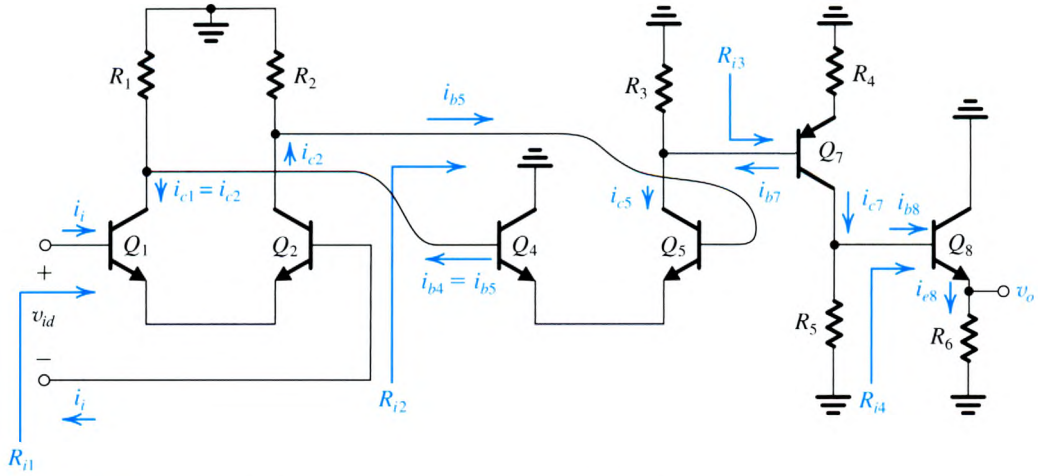 R1
R2
R3
Ri3
R4
ib5
ic2
Q7
ic1 = ic2
Ri2
ib7
ic5
ii
Q1
Q2
Q4
Q5
ic7
ib8
Q8
+
ib4 = ib5
ie8
vo
vid
R5
R6
−
ii
Ri2
Ri4
Ri1